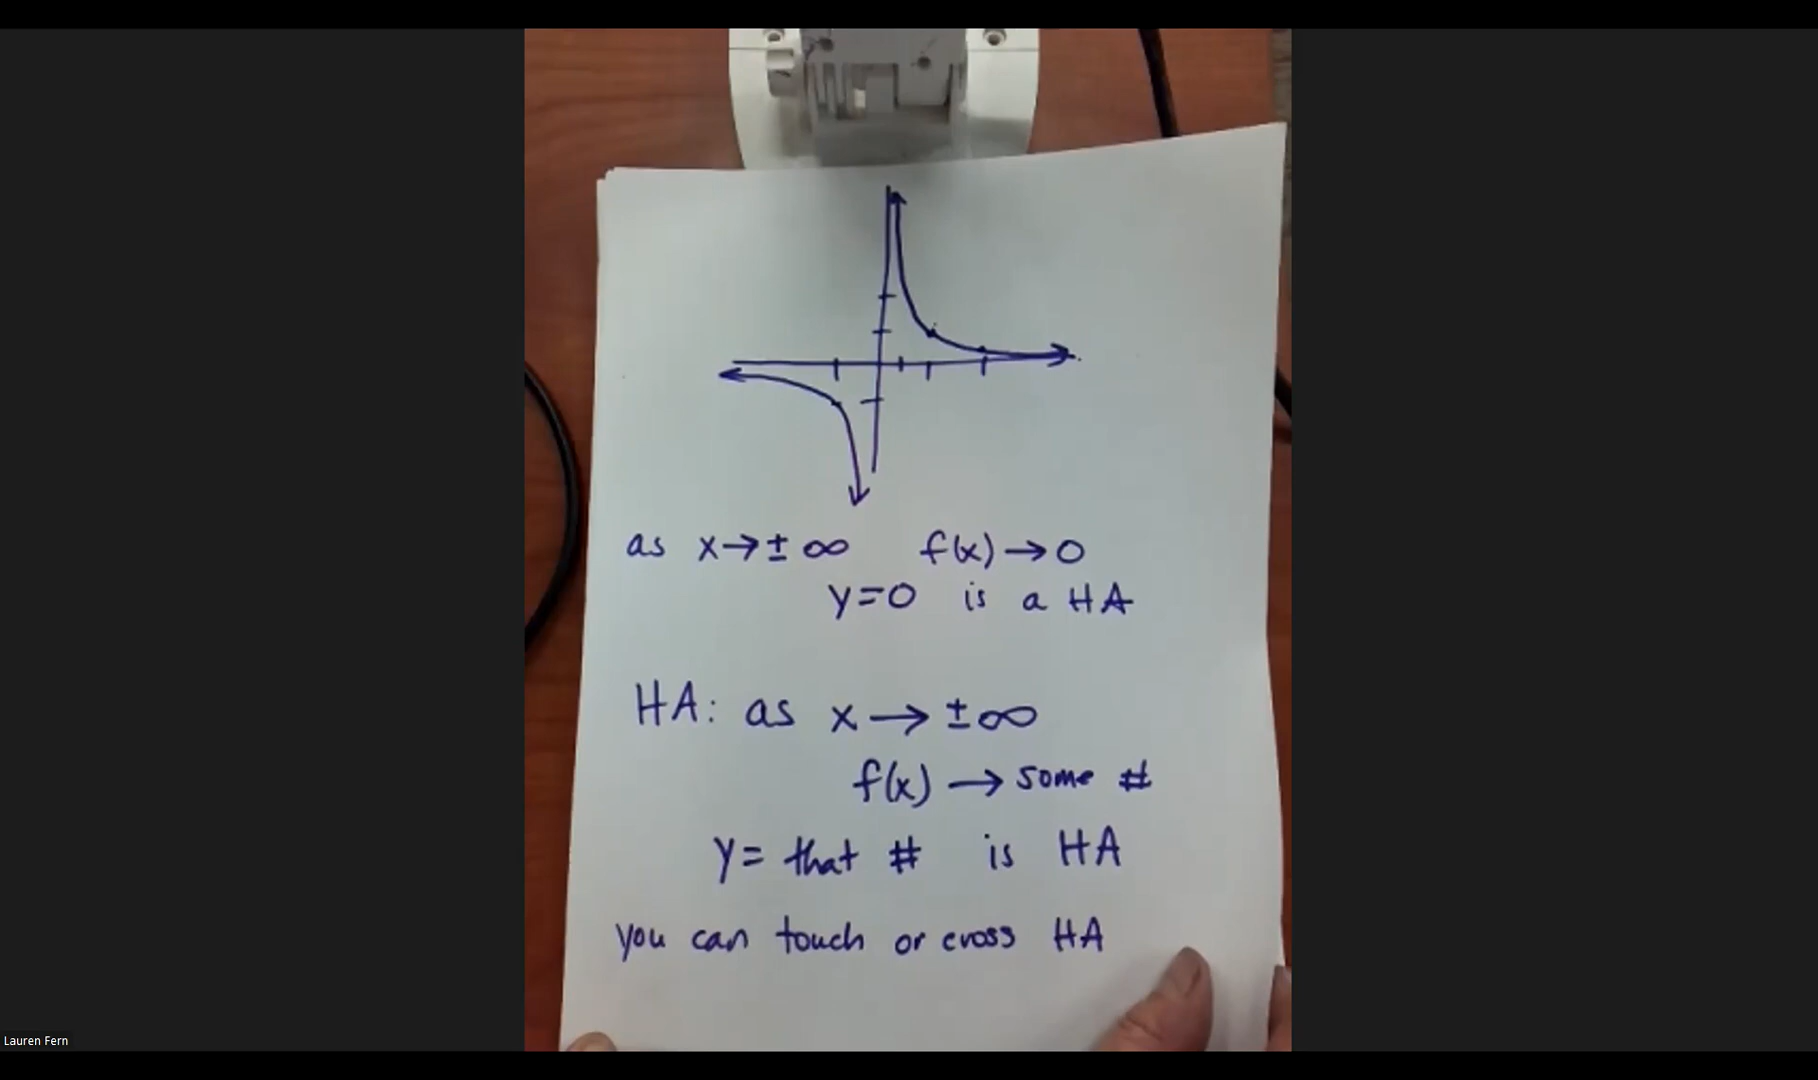 as x→±∞ f(x)→0
y=0 is a HA
HA: as x→±∞
f(x)→some #
y= that # is HA
you can touch or cross HA
Lauren Fern